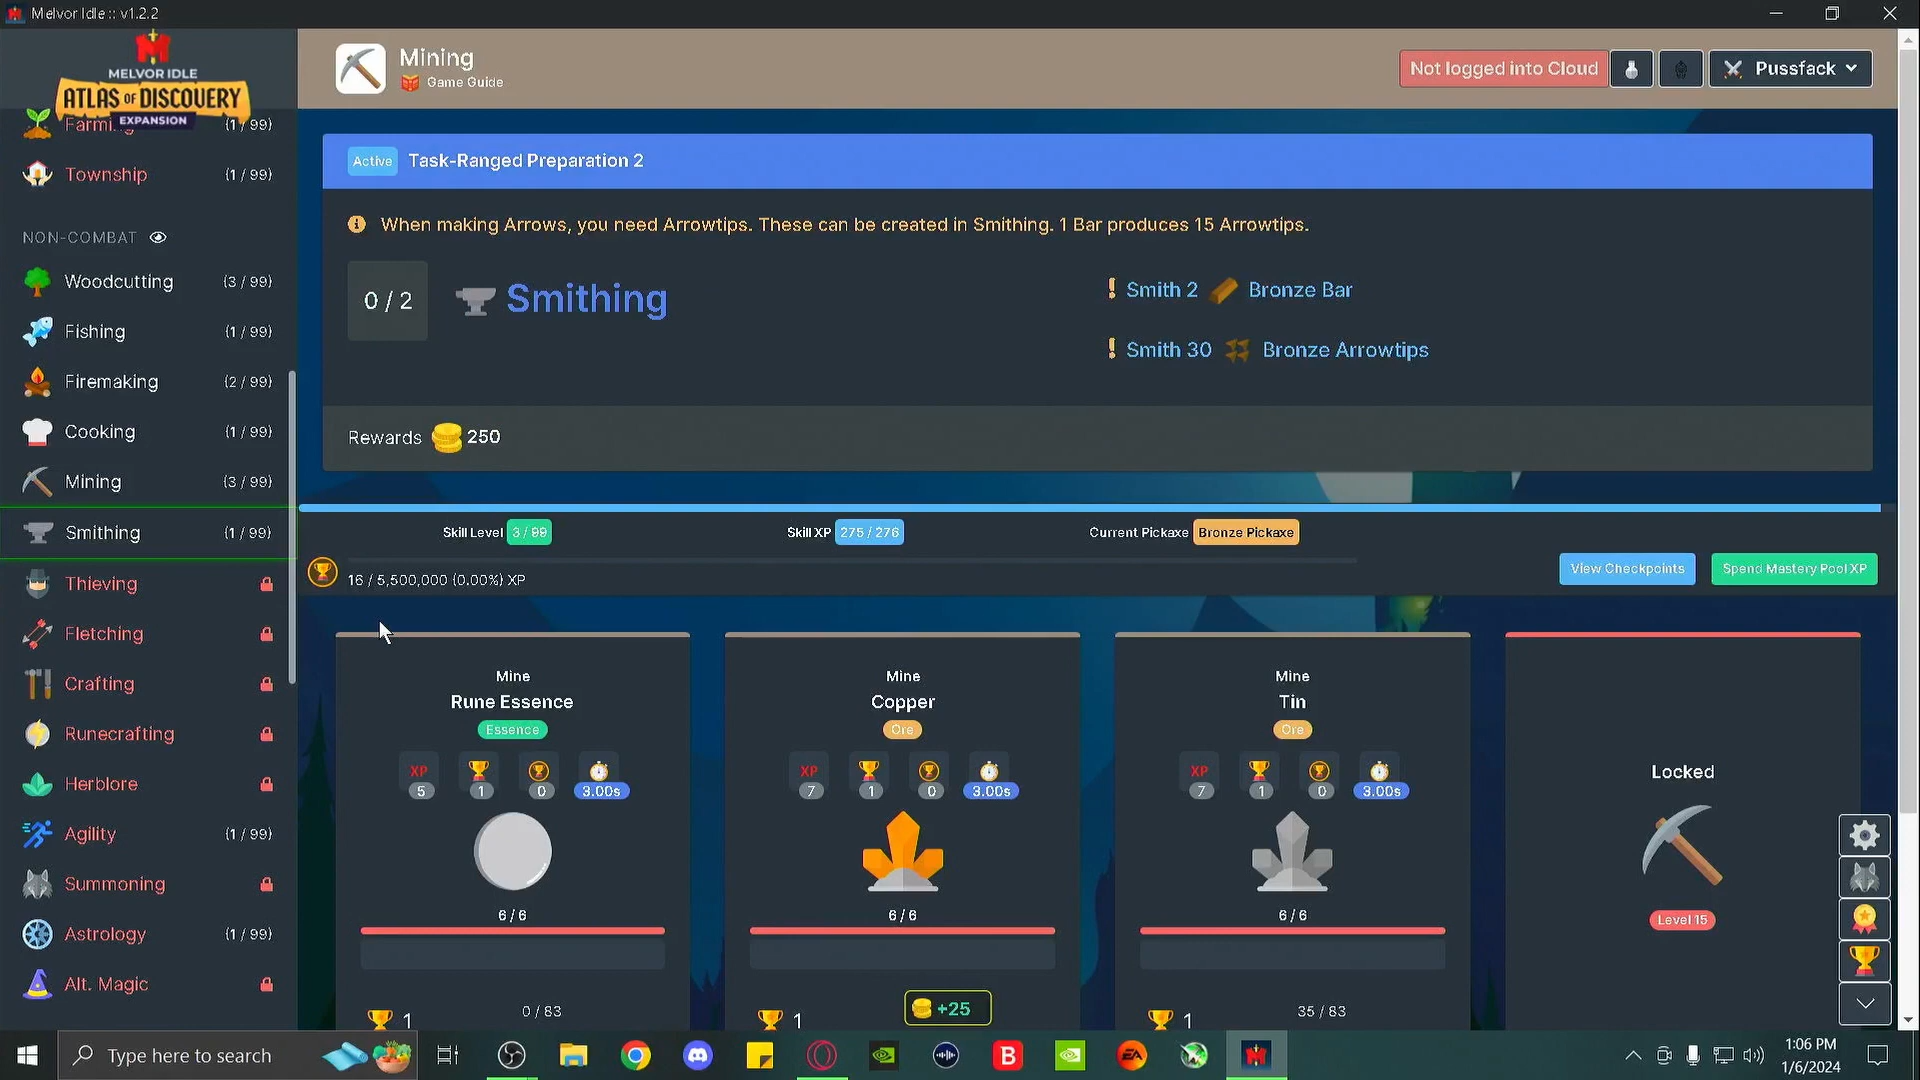 Melvor Idle :: v1.2.2
MELVOR IDLE
ATLAS OF DISCOVERY
EXPANSION
Farming (1 / 99)
Township (1 / 99)
NON-COMBAT
Woodcutting (3 / 99)
Fishing (1 / 99)
Firemaking (2 / 99)
Cooking (1 / 99)
Mining (3 / 99)
Smithing (1 / 99)
Thieving
Fletching
Crafting
Runecrafting
Herblore
Agility (1 / 99)
Summoning
Astrology (1 / 99)
Alt. Magic
Mining
Game Guide
Not logged into Cloud
Pussfack
Active Task-Ranged Preparation 2
When making Arrows, you need Arrowtips. These can be created in Smithing. 1 Bar produces 15 Arrowtips.
0 / 2 Smithing
! Smith 2 Bronze Bar
! Smith 30 Bronze Arrowtips
Rewards 250
Skill Level 3 / 99 Skill XP 275 / 276 Current Pickaxe Bronze Pickaxe
16 / 5,500,000 (0.00%) XP
View Checkpoints Spend Mastery Pool XP
Mine
Rune Essence
Essence
XP
5 1 0 3.00s
6 / 6
1 0 / 83
Mine
Copper
Ore
XP
7 1 0 3.00s
6 / 6
1
+25
Mine
Tin
Ore
XP
7 1 0 3.00s
6 / 6
1 35 / 83
Locked
Level 15
Type here to search
B
EA
1:06 PM
1/6/2024